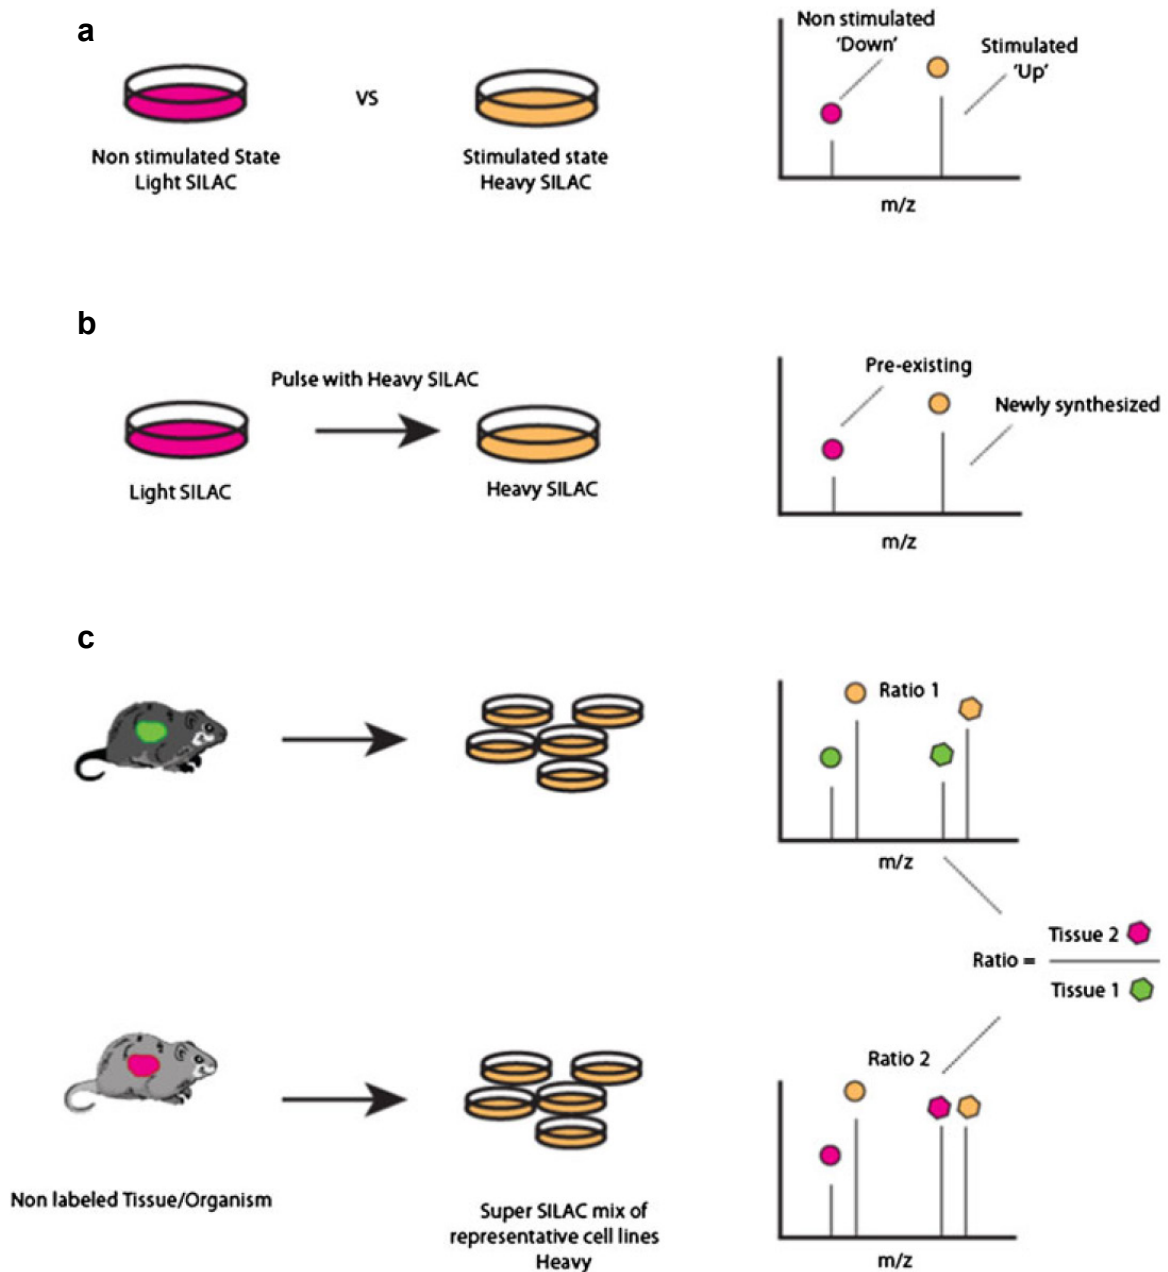 a
Non stimulated State
Light SILAC
VS
Stimulated state
Heavy SILAC
Non stimulated
'Down'
Stimulated
'Up'
m/z
b
Light SILAC
Pulse with Heavy SILAC
Heavy SILAC
Pre-existing
Newly synthesized
m/z
c
Ratio 1
m/z
Ratio =
Tissue 2
Tissue 1
Non labeled Tissue/Organism
Super SILAC mix of
representative cell lines
Heavy
Ratio 2
m/z